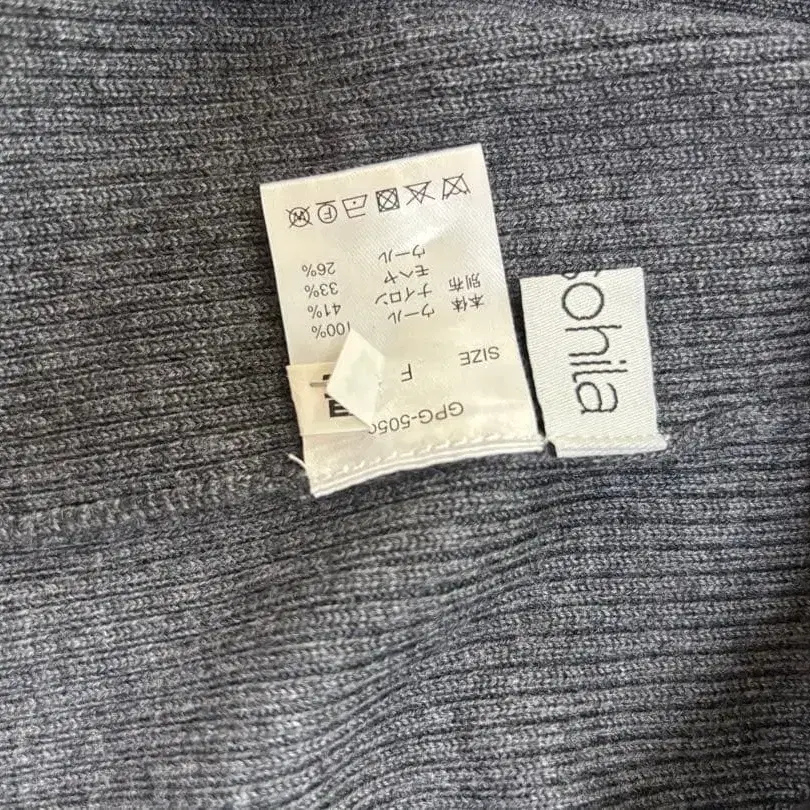 GPG-505
SIZE F
本体 ウール 100%
別布 ナイロン 41%
モヘヤ 33%
ウール 26%
sohila